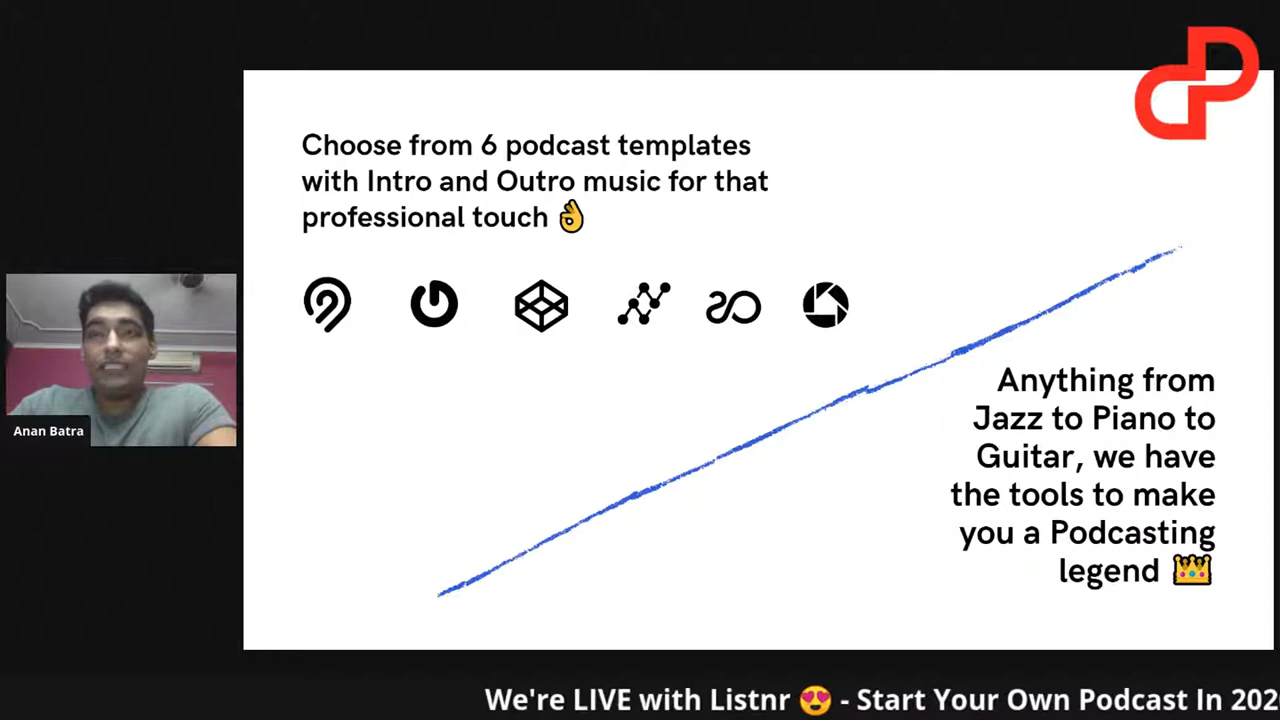 Choose from 6 podcast templates
with Intro and Outro music for that
professional touch 👌
Anything from
Jazz to Piano to
Guitar, we have
the tools to make
you a Podcasting
legend 👑
Anan Batra
We're LIVE with Listnr 😍 - Start Your Own Podcast In 202